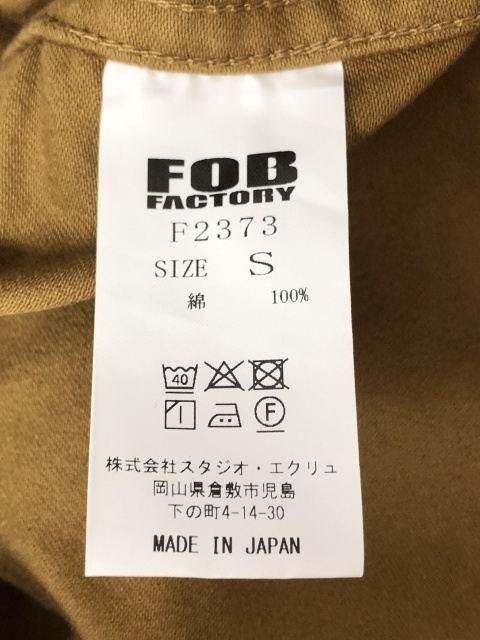 FOB
FACTORY
F2373
SIZE S
綿 100%
40
F
株式会社スタジオ・エクリュ
岡山県倉敷市児島
下の町4-14-30
MADE IN JAPAN